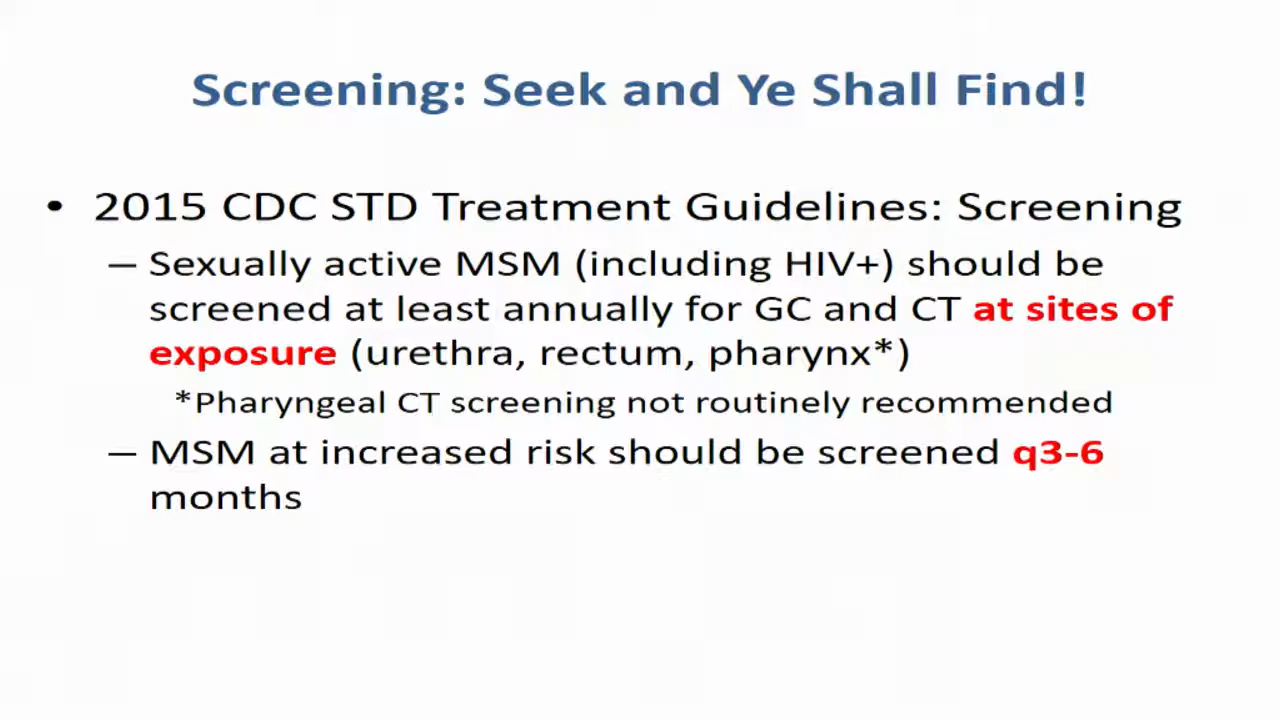 Screening: Seek and Ye Shall Find!
• 2015 CDC STD Treatment Guidelines: Screening
– Sexually active MSM (including HIV+) should be
screened at least annually for GC and CT at sites of
exposure (urethra, rectum, pharynx*)
*Pharyngeal CT screening not routinely recommended
– MSM at increased risk should be screened q3-6
months